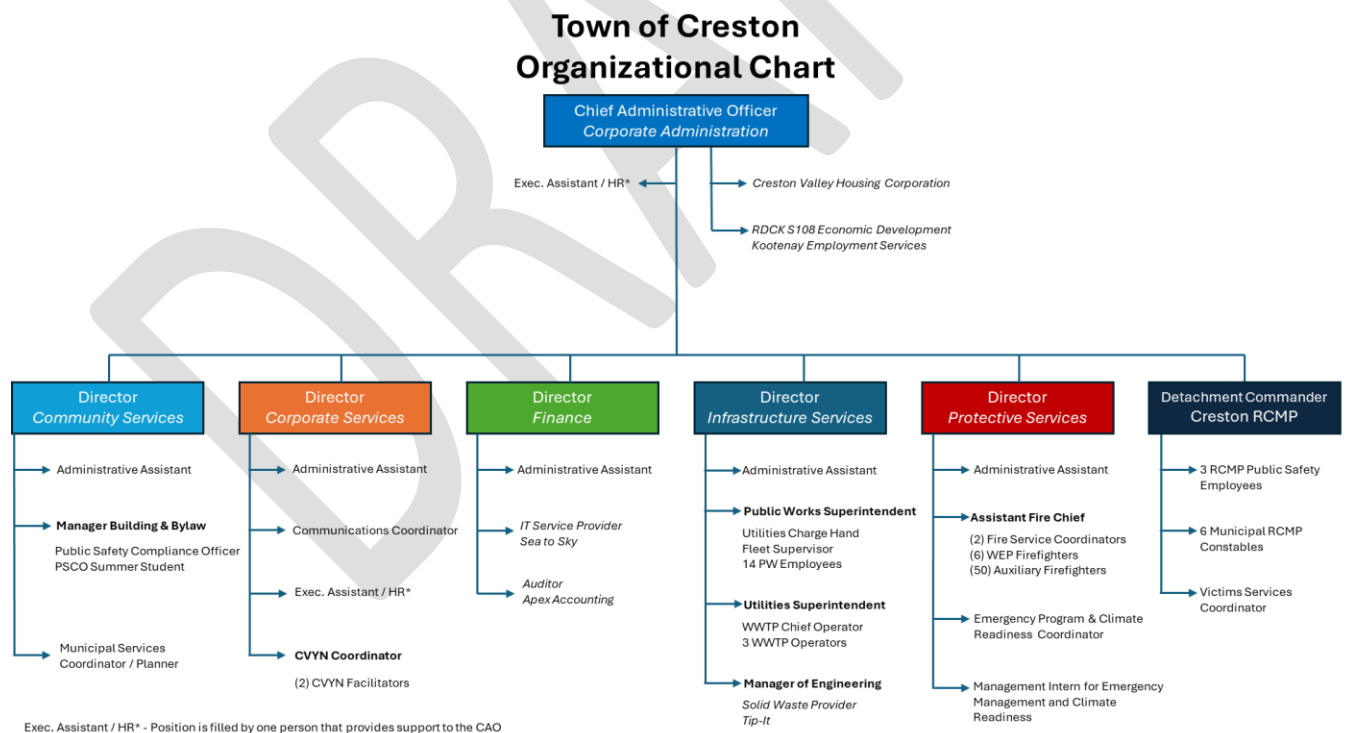 Town of Creston
Organizational Chart
Chief Administrative Officer
Corporate Administration
Exec. Assistant / HR*
Creston Valley Housing Corporation
RDCK S108 Economic Development
Kootenay Employment Services
Director
Community Services
Administrative Assistant
Manager Building & Bylaw
Public Safety Compliance Officer
PSCO Summer Student
Municipal Services
Coordinator / Planner
Director
Corporate Services
Administrative Assistant
Communications Coordinator
Exec. Assistant / HR*
CVYN Coordinator
(2) CVYN Facilitators
Director
Finance
Administrative Assistant
IT Service Provider
Sea to Sky
Auditor
Apex Accounting
Director
Infrastructure Services
Administrative Assistant
Public Works Superintendent
Utilities Charge Hand
Fleet Supervisor
14 PW Employees
Utilities Superintendent
WWTP Chief Operator
3 WWTP Operators
Manager of Engineering
Solid Waste Provider
Tip-It
Director
Protective Services
Administrative Assistant
Assistant Fire Chief
(2) Fire Service Coordinators
(6) WEP Firefighters
(50) Auxiliary Firefighters
Emergency Program & Climate
Readiness Coordinator
Management Intern for Emergency
Management and Climate
Readiness
Detachment Commander
Creston RCMP
3 RCMP Public Safety
Employees
6 Municipal RCMP
Constables
Victims Services
Coordinator
Exec. Assistant / HR* - Position is filled by one person that provides support to the CAO